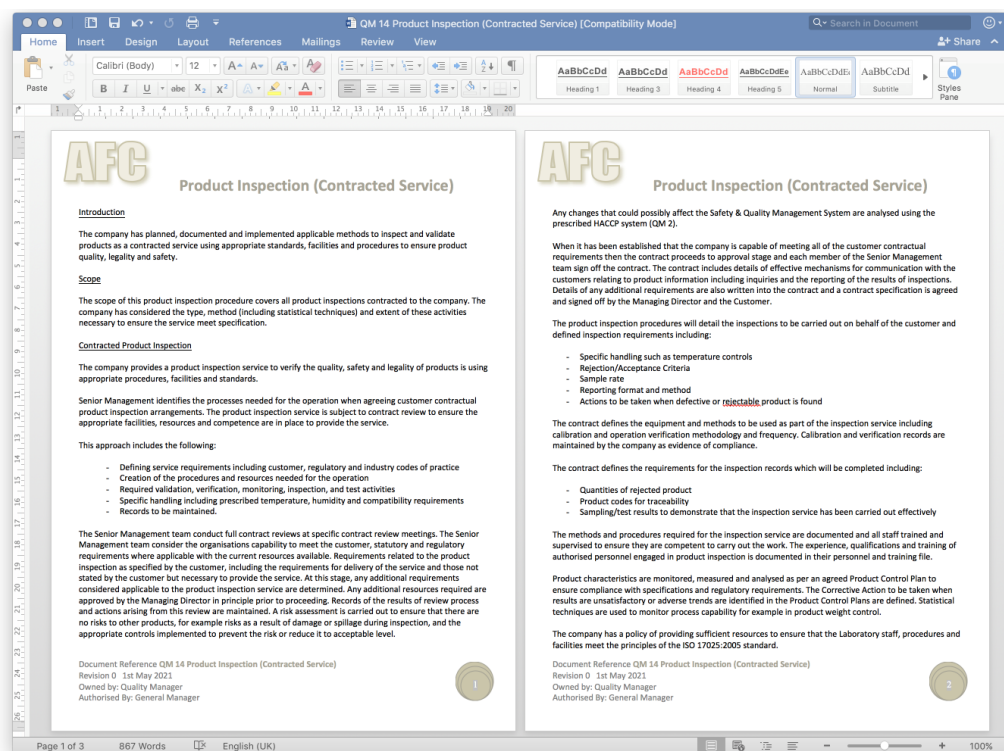 QM 14 Product Inspection (Contracted Service) [Compatibility Mode]
Search in Document
Home Insert Design Layout References Mailings Review View
Share
Calibri (Body) 12
Paste
AaBbCcDd AaBbCcDd AaBbCcDd AaBbCcDdEe AaBbCcDdEe AaBbCcDd
Heading 1 Heading 3 Heading 4 Heading 5 Normal Subtitle
Styles
Pane
AFC
Product Inspection (Contracted Service)
Introduction
The company has planned, documented and implemented applicable methods to inspect and validate
products as a contracted service using appropriate standards, facilities and procedures to ensure product
quality, legality and safety.
Scope
The scope of this product inspection procedure covers all product inspections contracted to the company. The
company has considered the type, method (including statistical techniques) and extent of these activities
necessary to ensure the service meet specification.
Contracted Product Inspection
The company provides a product inspection service to verify the quality, safety and legality of products is using
appropriate procedures, facilities and standards.
Senior Management identifies the processes needed for the operation when agreeing customer contractual
product inspection arrangements. The product inspection service is subject to contract review to ensure the
appropriate facilities, resources and competence are in place to provide the service.
This approach includes the following:
- Defining service requirements including customer, regulatory and industry codes of practice
- Creation of the procedures and resources needed for the operation
- Required validation, verification, monitoring, inspection, and test activities
- Specific handling including prescribed temperature, humidity and compatibility requirements
- Records to be maintained.
The Senior Management team conduct full contract reviews at specific contract review meetings. The Senior
Management team consider the organisations capability to meet the customer, statutory and regulatory
requirements where applicable with the current resources available. Requirements related to the product
inspection as specified by the customer, including the requirements for delivery of the service and those not
stated by the customer but necessary to provide the service. At this stage, any additional requirements
considered applicable to the product inspection service are determined. Any additional resources required are
approved by the Managing Director in principle prior to proceeding. Records of the results of review process
and actions arising from this review are maintained. A risk assessment is carried out to ensure that there are
no risks to other products, for example risks as a result of damage or spillage during inspection, and the
appropriate controls implemented to prevent the risk or reduce it to acceptable level.
Document Reference QM 14 Product Inspection (Contracted Service)
Revision 0 1st May 2021
Owned by: Quality Manager
Authorised By: General Manager
1
AFC
Product Inspection (Contracted Service)
Any changes that could possibly affect the Safety & Quality Management System are analysed using the
prescribed HACCP system (QM 2).
When it has been established that the company is capable of meeting all of the customer contractual
requirements then the contract proceeds to approval stage and each member of the Senior Management
team sign off the contract. The contract includes details of effective mechanisms for communication with the
customers relating to product information including inquiries and the reporting of the results of inspections.
Details of any additional requirements are also written into the contract and a contract specification is agreed
and signed off by the Managing Director and the Customer.
The product inspection procedures will detail the inspections to be carried out on behalf of the customer and
defined inspection requirements including:
- Specific handling such as temperature controls
- Rejection/Acceptance Criteria
- Sample rate
- Reporting format and method
- Actions to be taken when defective or rejectable product is found
The contract defines the equipment and methods to be used as part of the inspection service including
calibration and operation verification methodology and frequency. Calibration and verification records are
maintained by the company as evidence of compliance.
The contract defines the requirements for the inspection records which will be completed including:
- Quantities of rejected product
- Product codes for traceability
- Sampling/test results to demonstrate that the inspection service has been carried out effectively
The methods and procedures required for the inspection service are documented and all staff trained and
supervised to ensure they are competent to carry out the work. The experience, qualifications and training of
authorised personnel engaged in product inspection is documented in their personnel and training file.
Product characteristics are monitored, measured and analysed as per an agreed Product Control Plan to
ensure compliance with specifications and regulatory requirements. The Corrective Action to be taken when
results are unsatisfactory or adverse trends are identified in the Product Control Plans are defined. Statistical
techniques are used to monitor process capability for example in product weight control.
The company has a policy of providing sufficient resources to ensure that the Laboratory staff, procedures and
facilities meet the principles of the ISO 17025:2005 standard.
Document Reference QM 14 Product Inspection (Contracted Service)
Revision 0 1st May 2021
Owned by: Quality Manager
Authorised By: General Manager
2
Page 1 of 3 867 Words English (UK) 100%